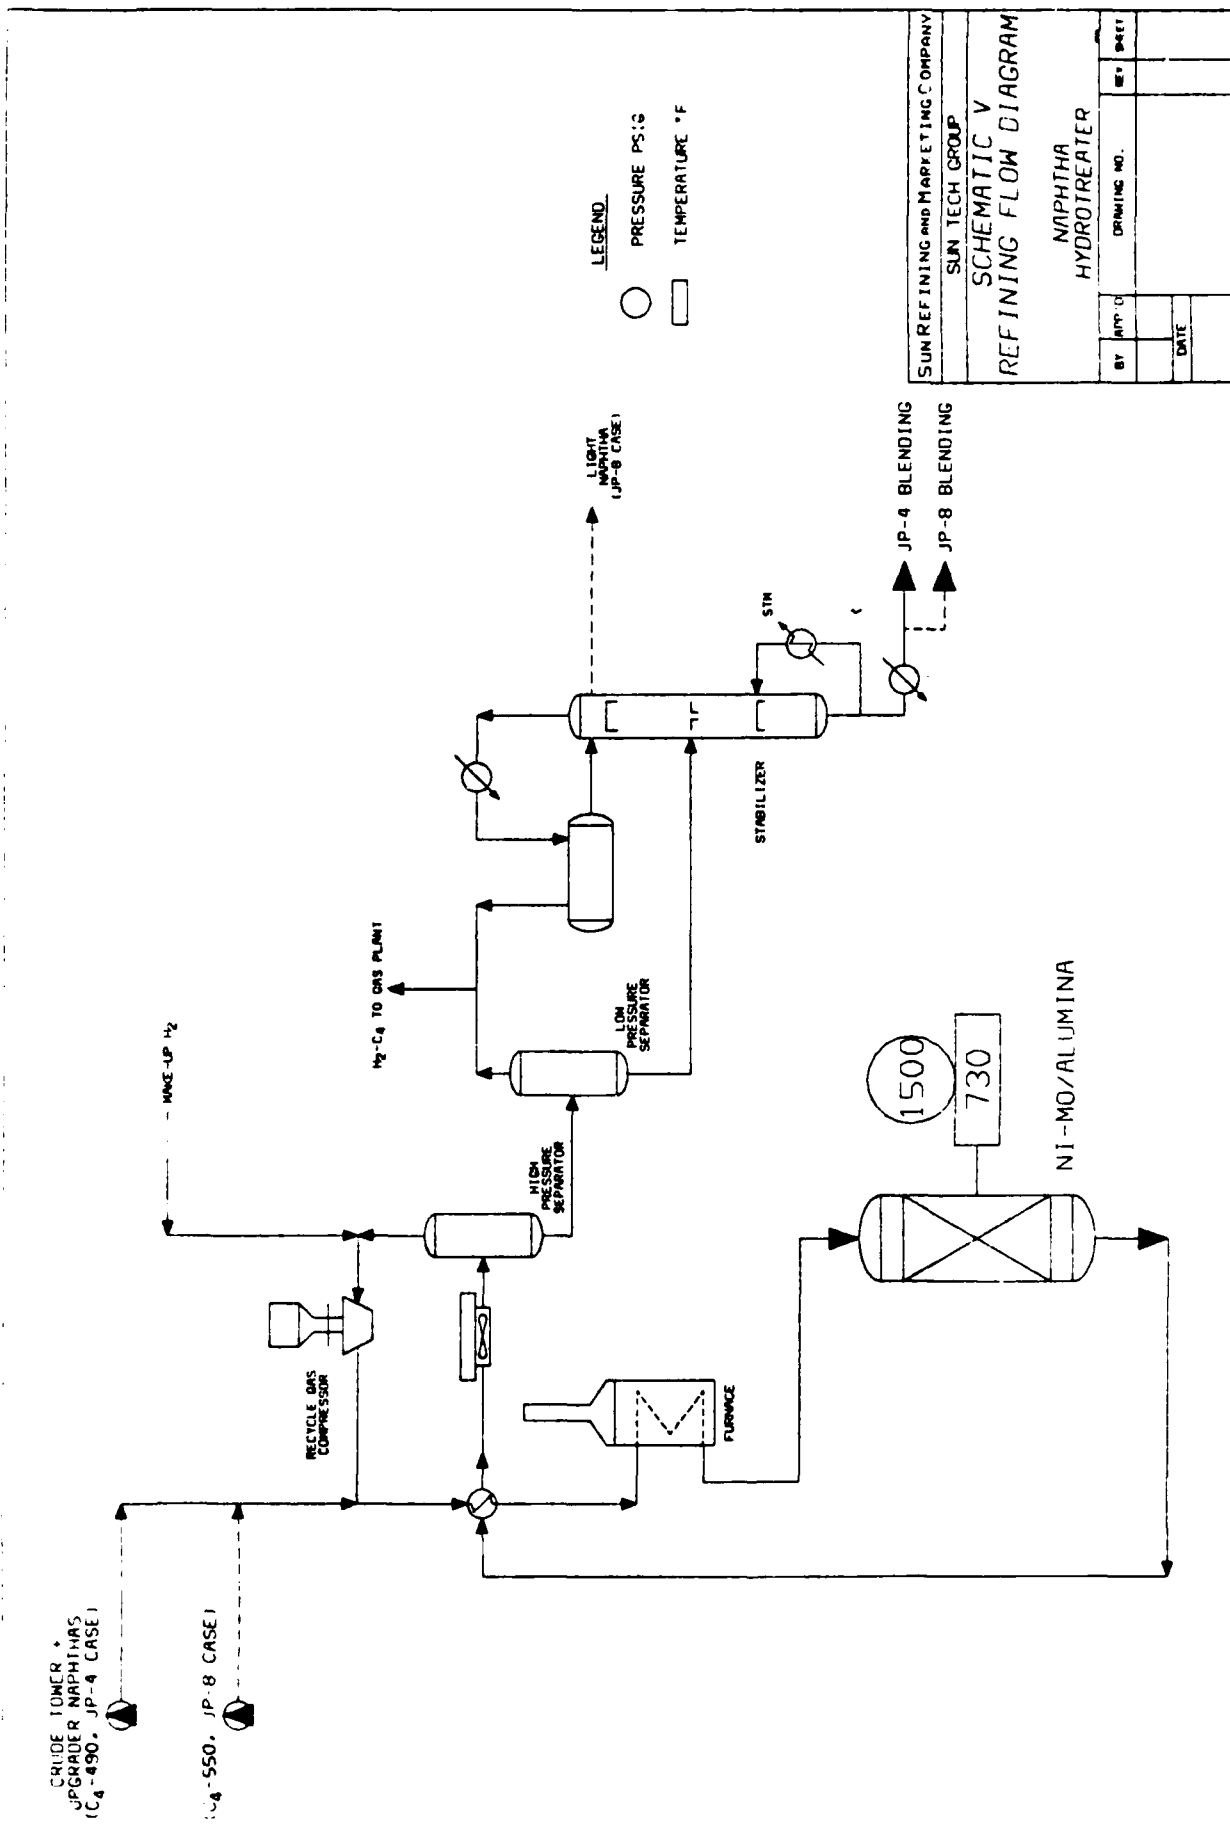 CRUDE TOWER +
UPGRADER NAPHTHAS
(C4-490, JP-4 CASE)
C4-550, JP-8 CASE)
MAKE-UP H2
RECYCLE GAS
COMPRESSOR
H2-C4 TO GAS PLANT
HIGH
PRESSURE
SEPARATOR
LOW
PRESSURE
SEPARATOR
FURNACE
1500
730
NI-MO/ALUMINA
STABILIZER
STM
LIGHT
NAPHTHA
(JP-8 CASE)
JP-4 BLENDING
JP-8 BLENDING
LEGEND
PRESSURE PSIG
TEMPERATURE °F
SUN REFINING AND MARKETING COMPANY
SUN TECH GROUP
SCHEMATIC V
REFINING FLOW DIAGRAM
NAPHTHA
HYDROTREATER
BY APP'D DRAWING NO. REV SHEET
DATE